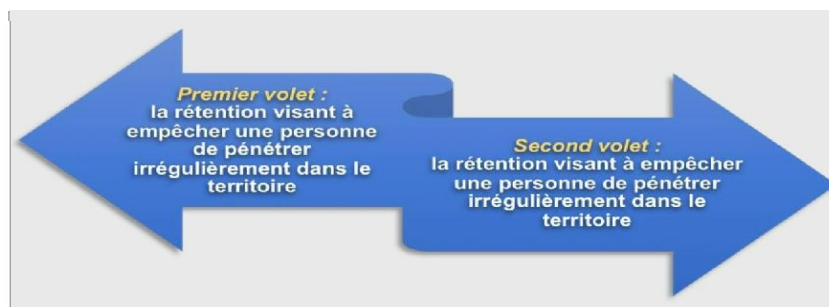 Premier volet :
la rétention visant à
empêcher une personne
de pénétrer
irrégulièrement dans le
territoire
Second volet :
la rétention visant à empêcher
une personne de pénétrer
irrégulièrement dans le
territoire